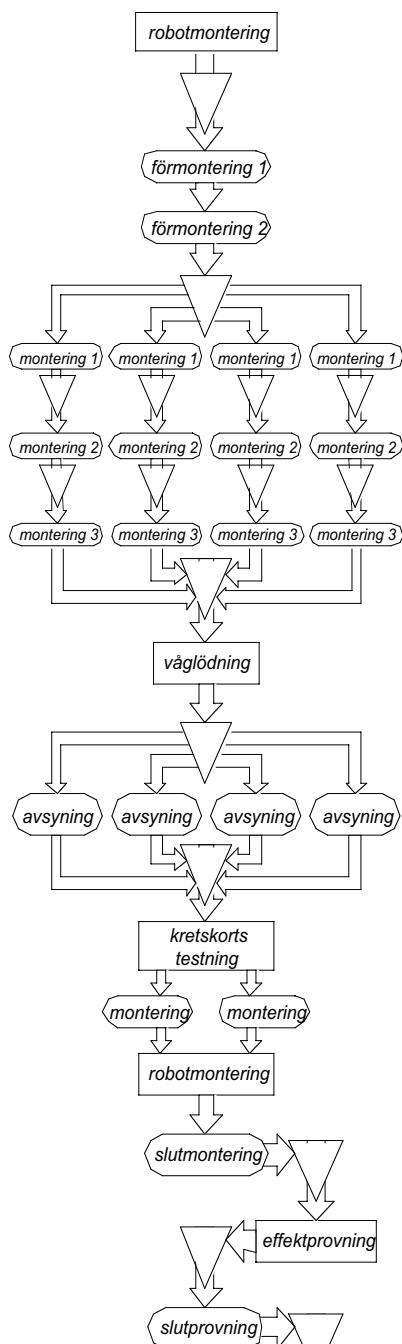 robotmontering
förmontering 1
förmontering 2
montering 1 montering 1 montering 1 montering 1
montering 2 montering 2 montering 2 montering 2
montering 3 montering 3 montering 3 montering 3
våglödning
avsyning avsyning avsyning avsyning
kretskorts
testning
montering montering
robotmontering
slutmontering
effektprovning
slutprovning